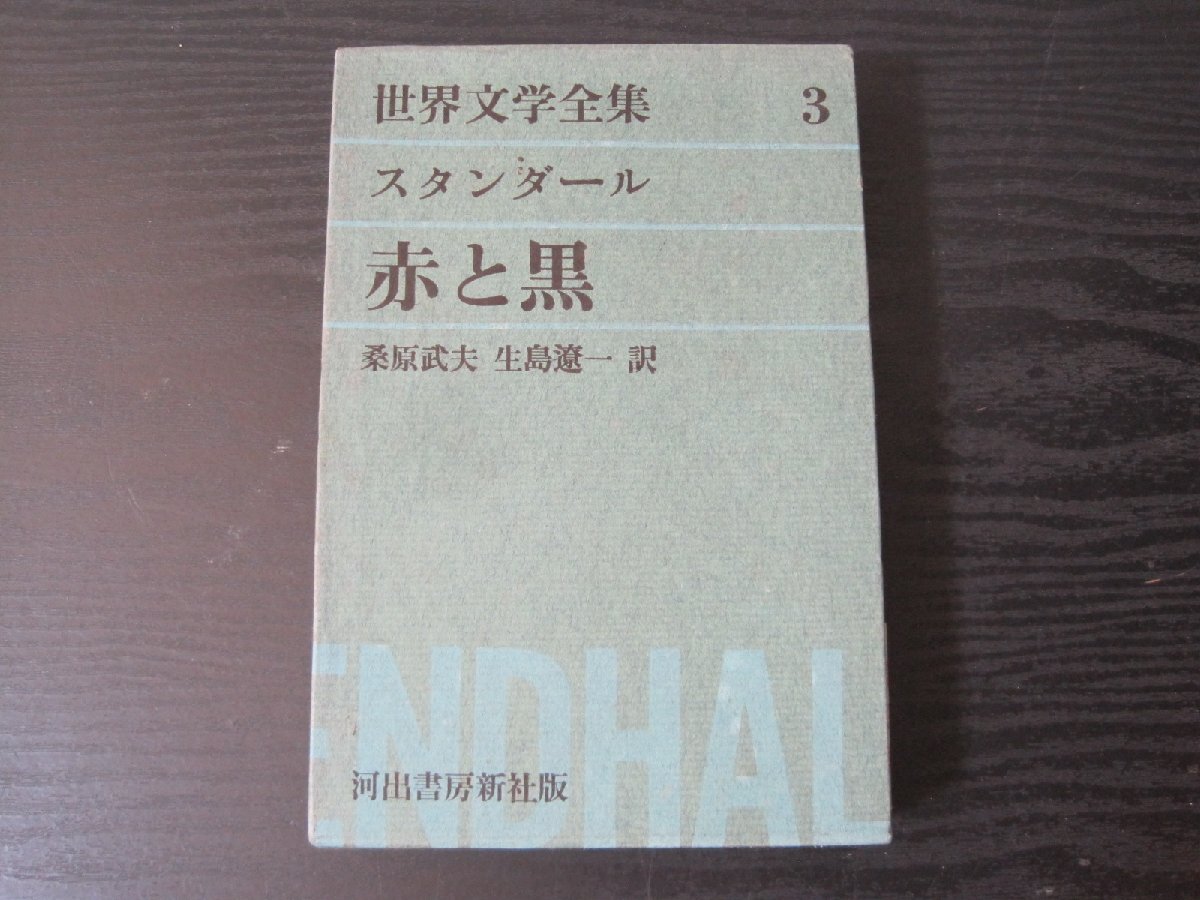 世界文学全集 3
スタンダール
赤と黒
桑原武夫 生島遼一 訳
ENDHAL
河出書房新社版